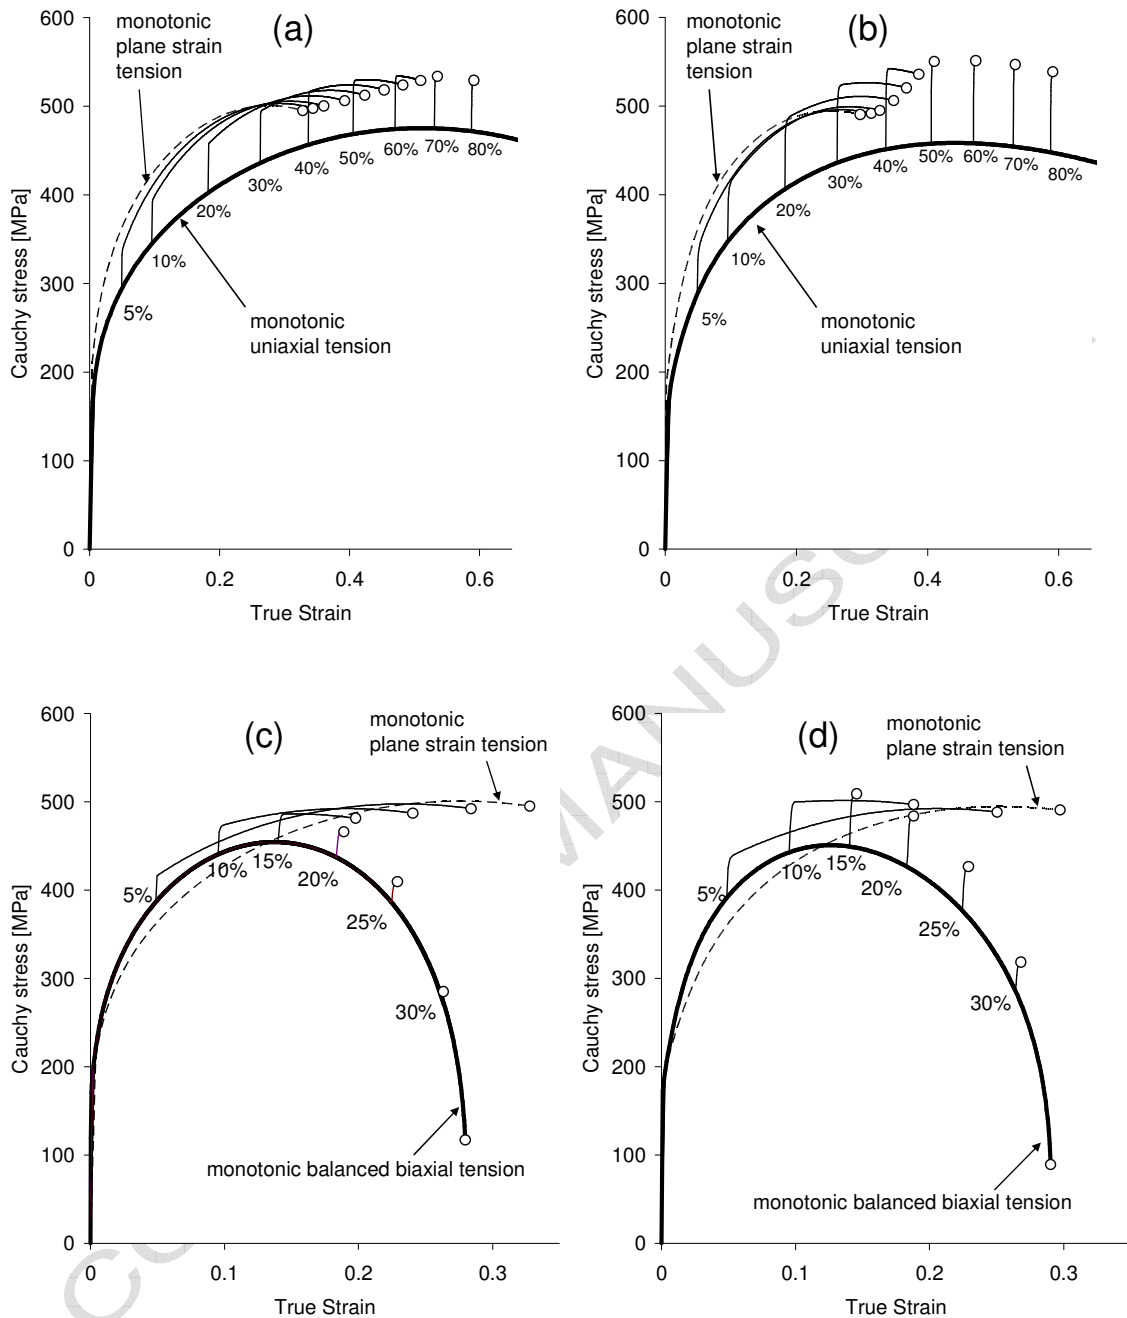 600
500
400
300
200
100
0
Cauchy stress [MPa]
monotonic
plane strain
tension
(a)
5%
10%
20%
30%
40%
50%
60%
70%
80%
monotonic
uniaxial tension
0
0.2
0.4
0.6
True Strain
600
500
400
300
200
100
0
Cauchy stress [MPa]
monotonic
plane strain
tension
(b)
5%
10%
20%
30%
40%
50%
60%
70%
80%
monotonic
uniaxial tension
0
0.2
0.4
0.6
True Strain
600
500
400
300
200
100
0
Cauchy stress [MPa]
(c)
monotonic
plane strain tension
5%
10%
15%
20%
25%
30%
monotonic balanced biaxial tension
0
0.1
0.2
0.3
True Strain
600
500
400
300
200
100
0
Cauchy stress [MPa]
(d)
monotonic
plane strain tension
5%
10%
15%
20%
25%
30%
monotonic balanced biaxial tension
0
0.1
0.2
0.3
True Strain